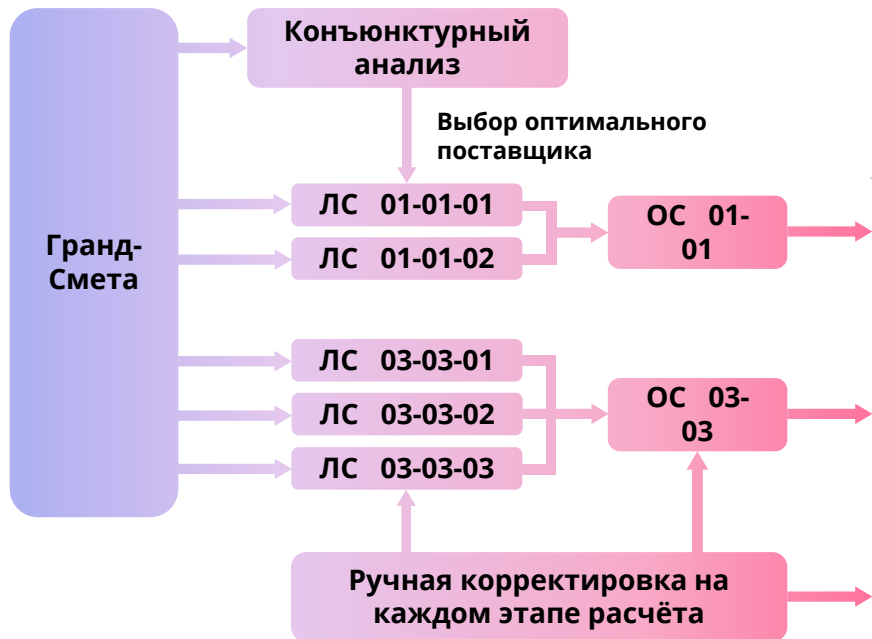 Конъюнктурный
анализ
Выбор оптимального
поставщика
Гранд-
Смета
ЛС 01-01-01
ЛС 01-01-02
ОС 01-
01
ЛС 03-03-01
ЛС 03-03-02
ЛС 03-03-03
ОС 03-
03
Ручная корректировка на
каждом этапе расчёта